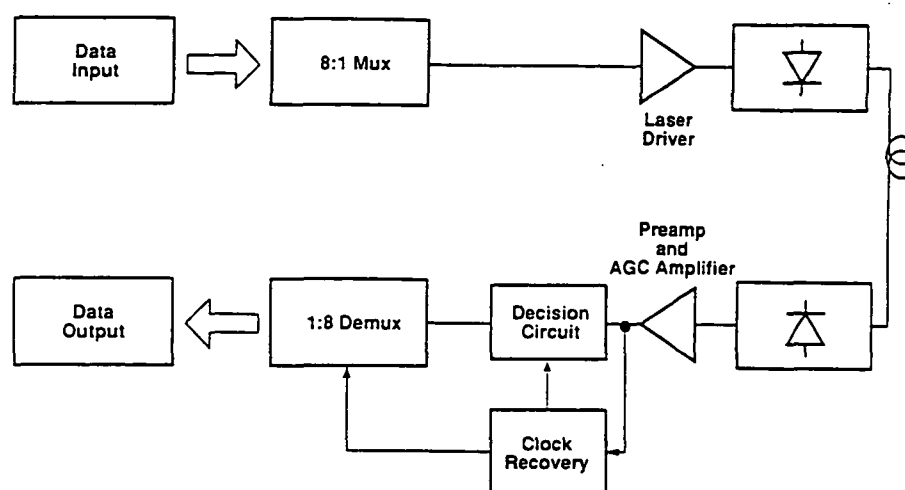 Data
Input
8:1 Mux
Laser
Driver
Preamp
and
AGC Amplifier
Data
Output
1:8 Demux
Decision
Circuit
Clock
Recovery